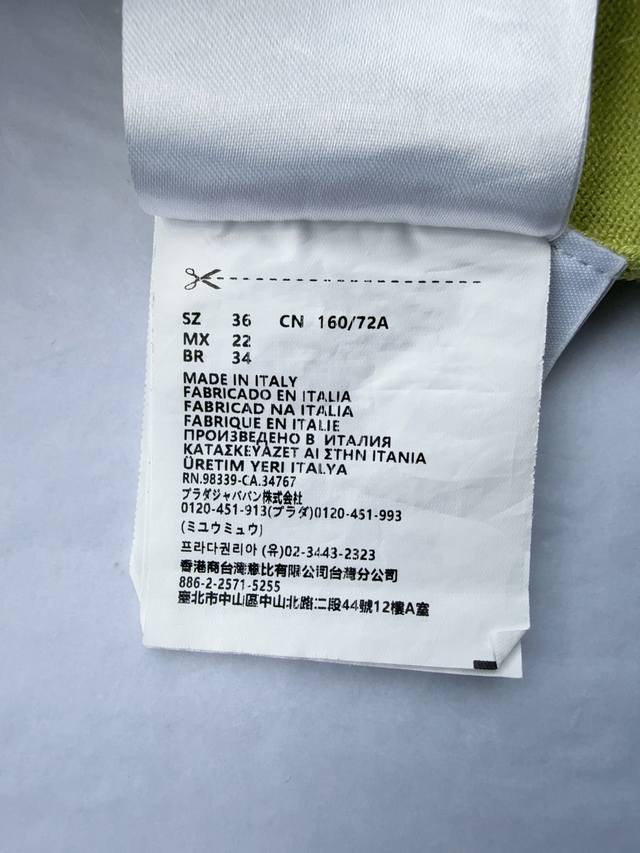 SZ 36 CN 160/72A
MX 22
BR 34
MADE IN ITALY
FABRICADO EN ITALIA
FABRICAD NA ITALIA
FABRIQUE EN ITALIE
ПРОИЗВЕДЕНО В ИТАЛИЯ
ΚΑΤΑΣΚΕΥΑΖΕΤ ΑΙ ΣΤΗΝ ΙΤΑΝΙΑ
ÜRETIM YERI ITALYA
RN.98339-CA.34767
プラダジャパバン株式会社
0120-451-913(プラダ)0120-451-993
(ミユウミュウ)
프라다퀀리아 (유)02-3443-2323
香港商台灣慈比有限公司台灣分公司
886-2-2571-5255
臺北市中山區中山北路二段44號12樓A室